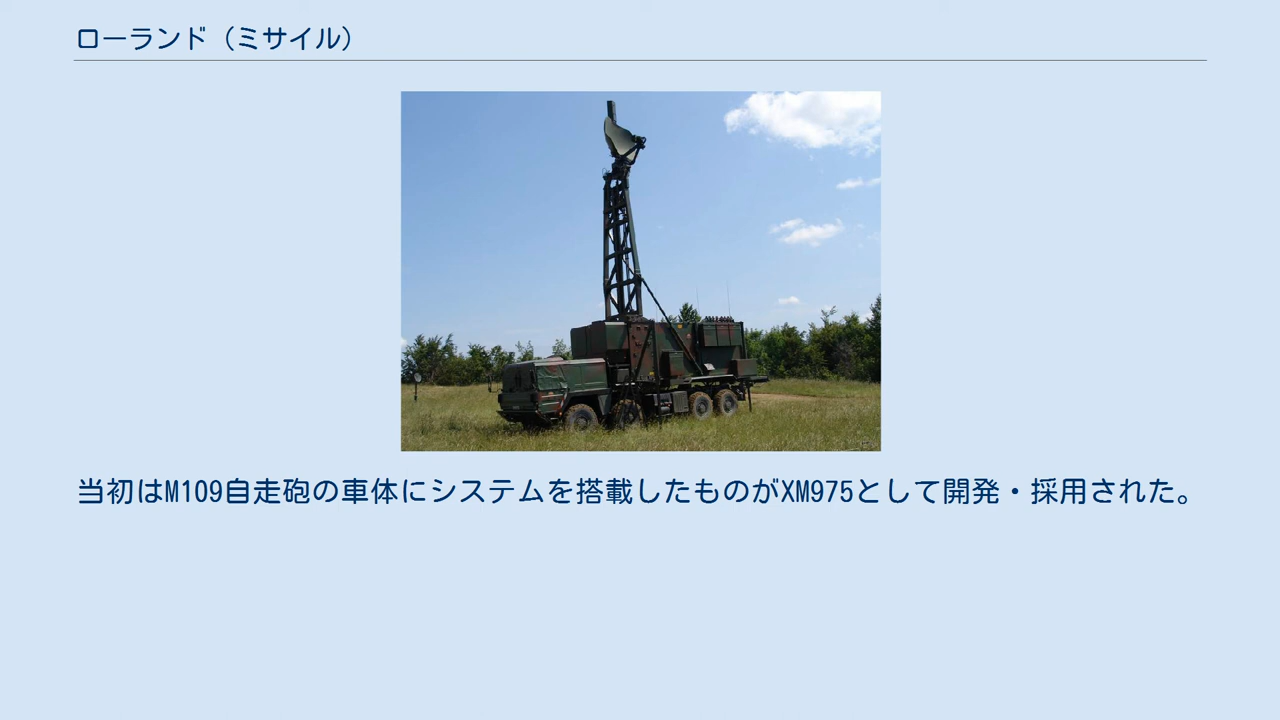 ローランド（ミサイル）
当初はM109自走砲の車体にシステムを搭載したものがXM975として開発・採用された。